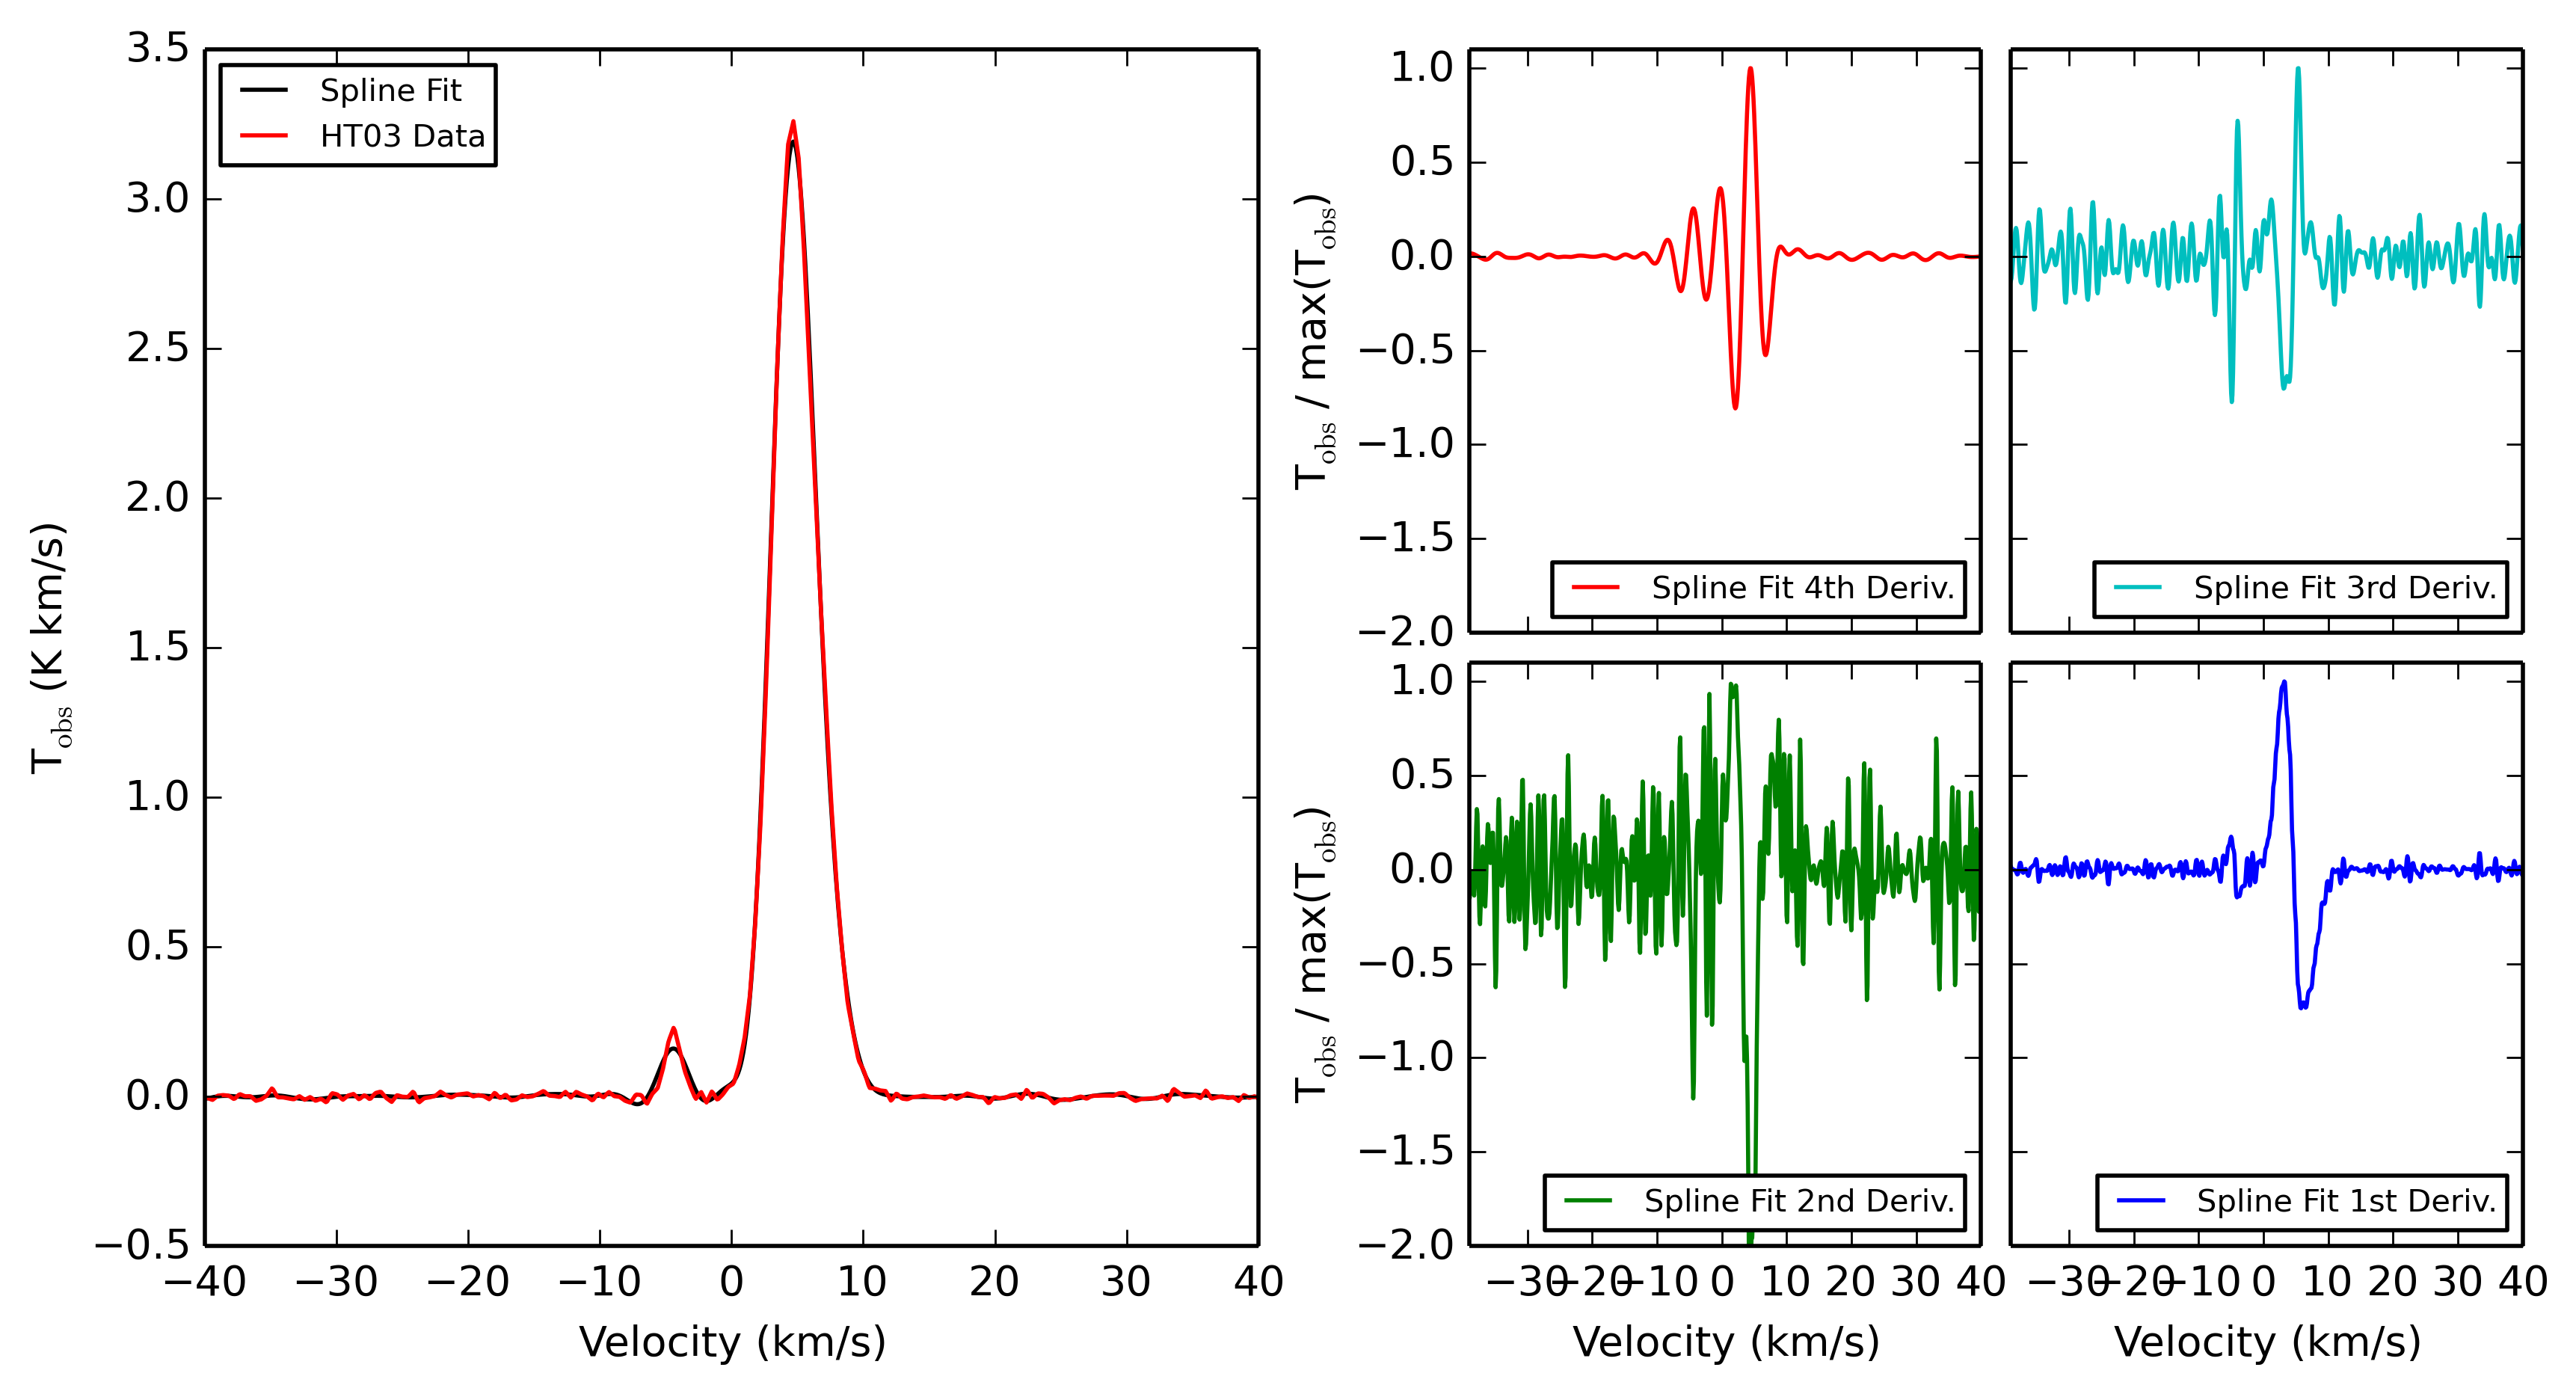 3.5
3.0
2.5
2.0
1.5
1.0
0.5
0.0
−0.5
T_obs (K km/s)
Spline Fit
HT03 Data
−40 −30 −20 −10 0 10 20 30 40
Velocity (km/s)
1.0
0.5
0.0
−0.5
−1.0
−1.5
−2.0
T_obs / max(T_obs)
Spline Fit 4th Deriv.
Spline Fit 3rd Deriv.
1.0
0.5
0.0
−0.5
−1.0
−1.5
−2.0
T_obs / max(T_obs)
Spline Fit 2nd Deriv.
Spline Fit 1st Deriv.
−30 −20 −10 0 10 20 30 40
−30 −20 −10 0 10 20 30 40
Velocity (km/s)
Velocity (km/s)